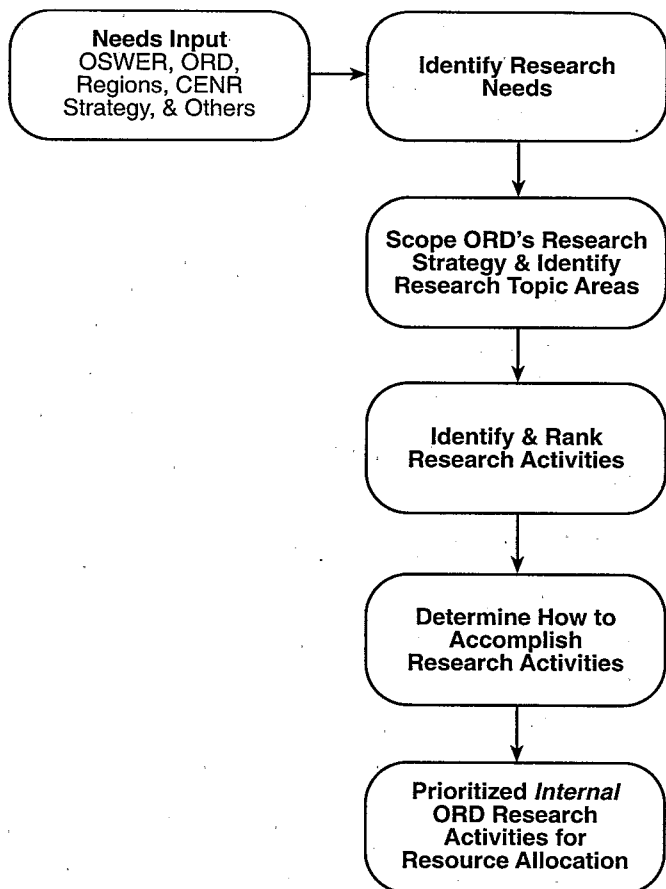 Needs Input
OSWER, ORD,
Regions, CENR
Strategy, & Others
Identify Research
Needs
Scope ORD's Research
Strategy & Identify
Research Topic Areas
Identify & Rank
Research Activities
Determine How to
Accomplish
Research Activities
Prioritized Internal
ORD Research
Activities for
Resource Allocation